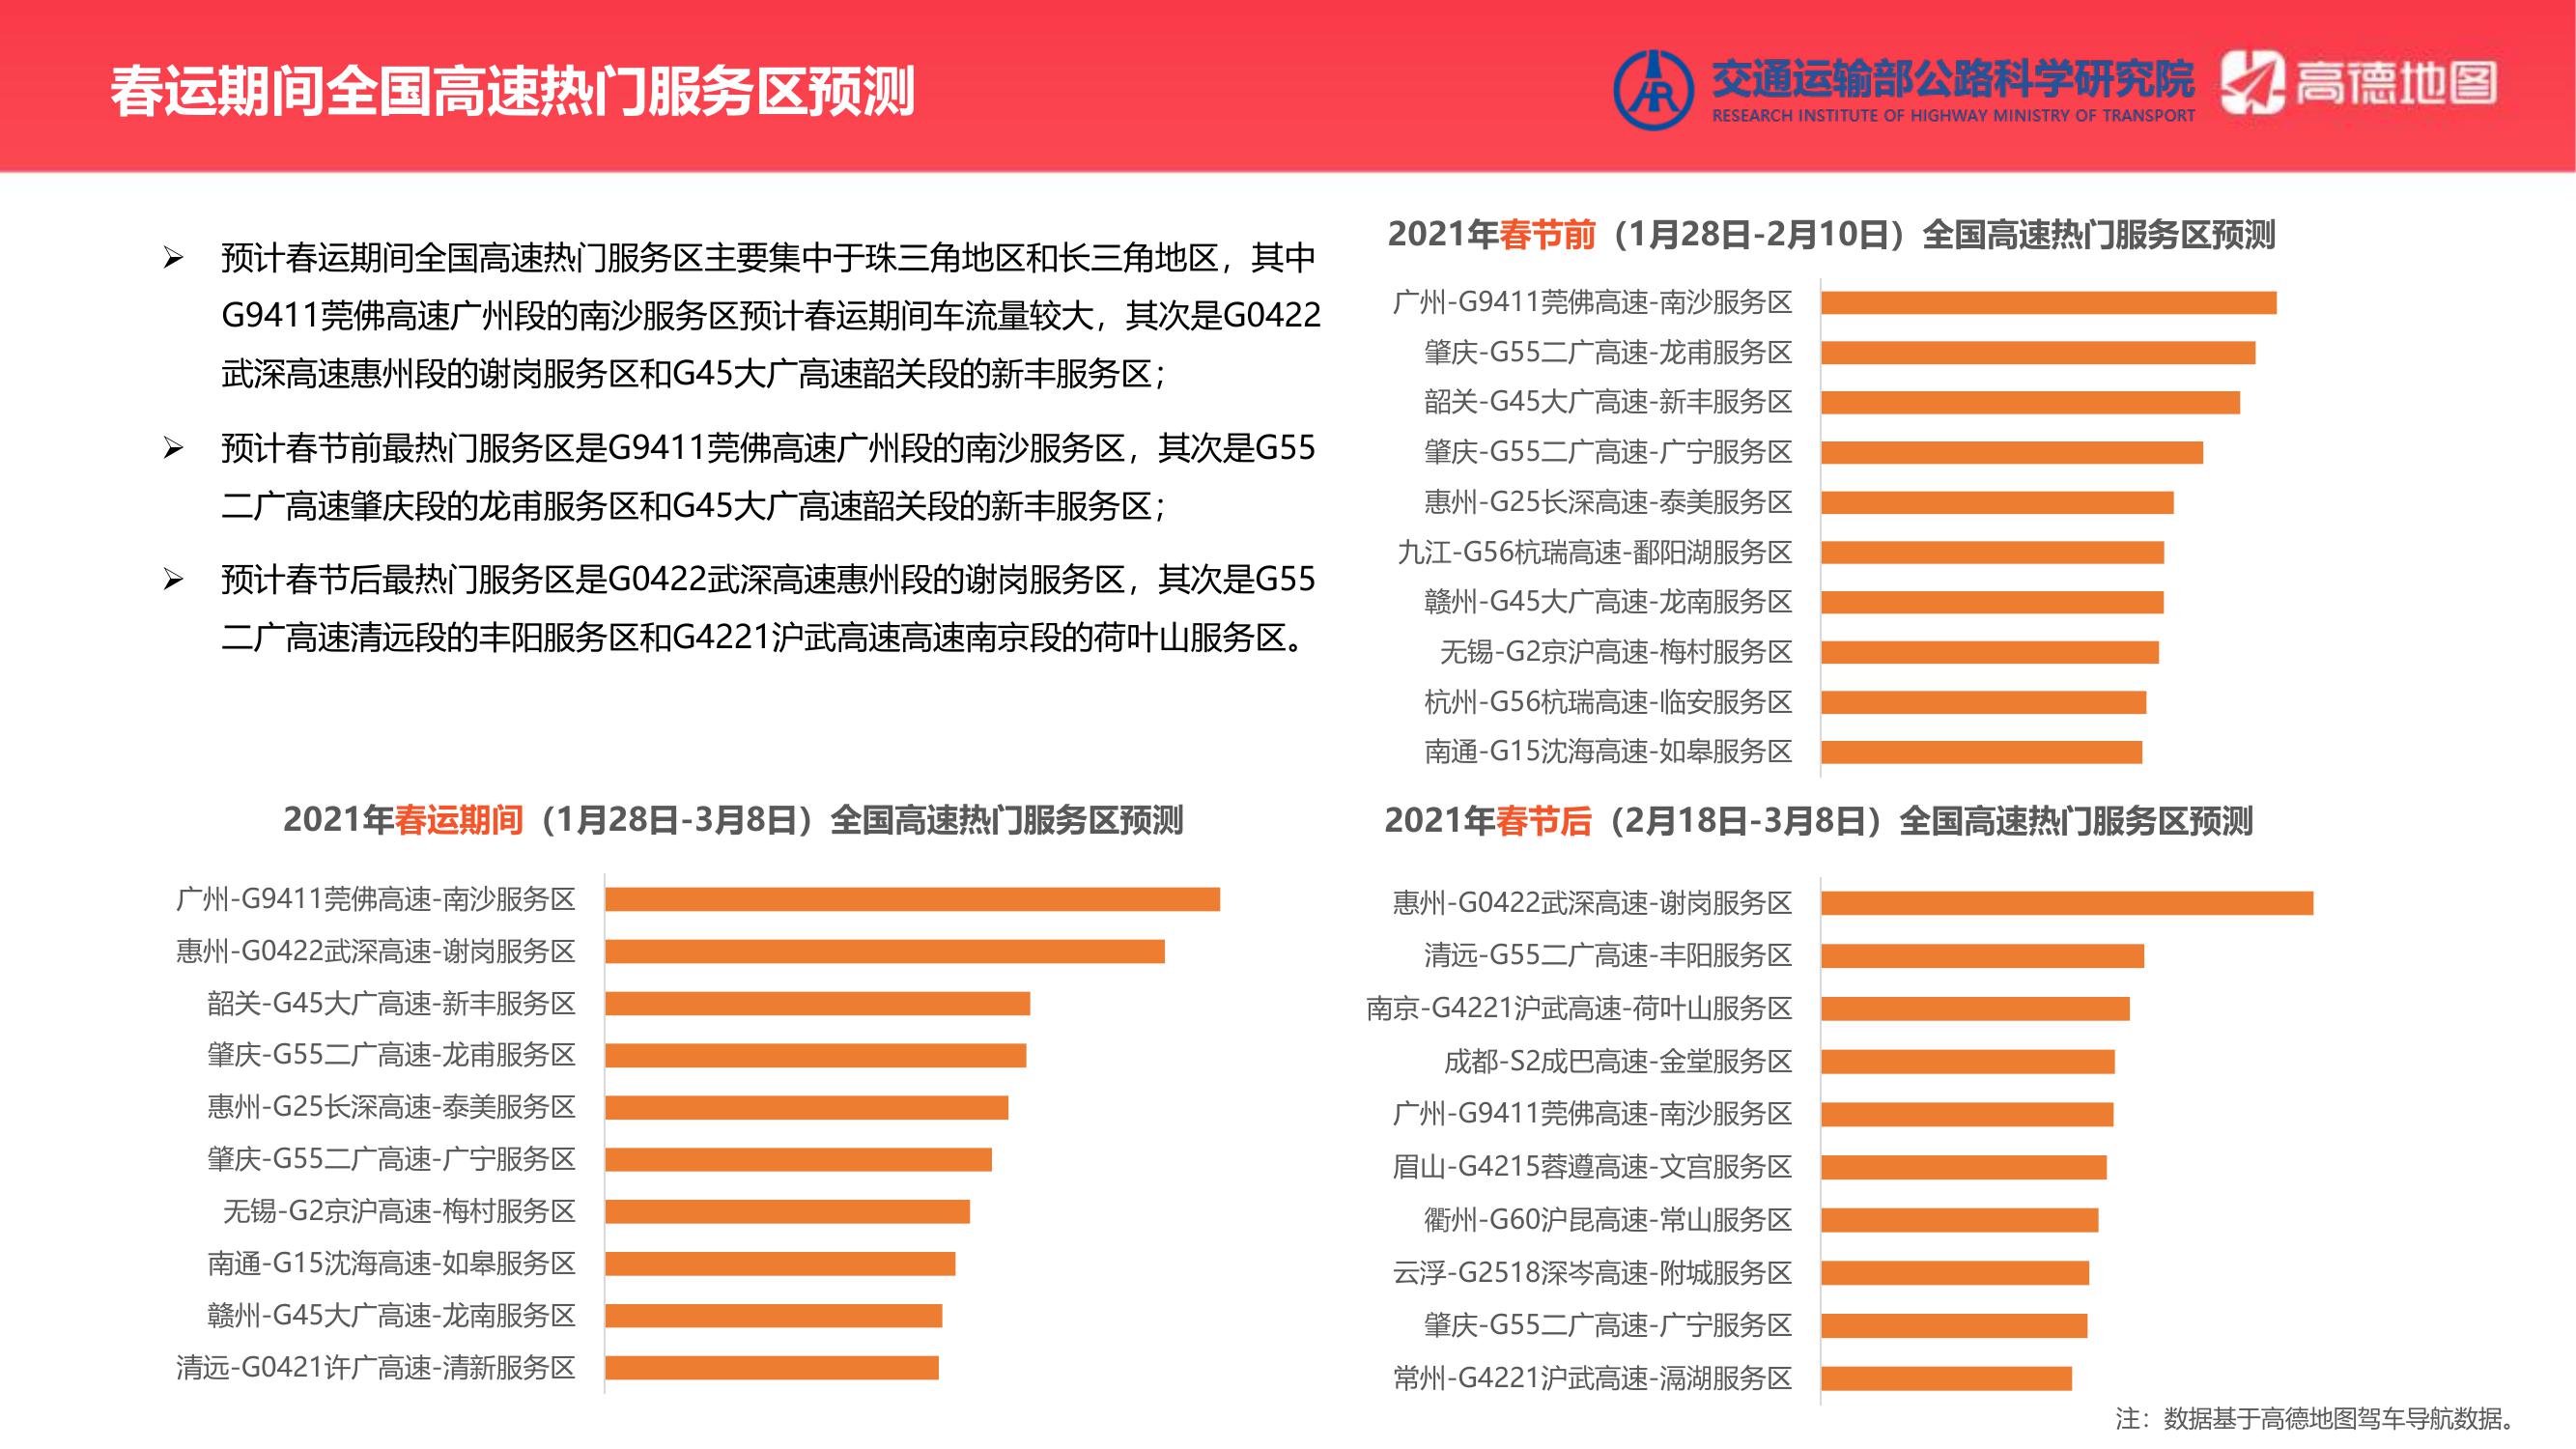 春运期间全国高速热门服务区预测
交通运输部公路科学研究院
RESEARCH INSTITUTE OF HIGHWAY MINISTRY OF TRANSPORT
高德地图
➢ 预计春运期间全国高速热门服务区主要集中于珠三角地区和长三角地区，其中
G9411莞佛高速广州段的南沙服务区预计春运期间车流量较大，其次是G0422
武深高速惠州段的谢岗服务区和G45大广高速韶关段的新丰服务区；
➢ 预计春节前最热门服务区是G9411莞佛高速广州段的南沙服务区，其次是G55
二广高速肇庆段的龙甫服务区和G45大广高速韶关段的新丰服务区；
➢ 预计春节后最热门服务区是G0422武深高速惠州段的谢岗服务区，其次是G55
二广高速清远段的丰阳服务区和G4221沪武高速高速南京段的荷叶山服务区。
2021年春节前（1月28日-2月10日）全国高速热门服务区预测
广州-G9411莞佛高速-南沙服务区
肇庆-G55二广高速-龙甫服务区
韶关-G45大广高速-新丰服务区
肇庆-G55二广高速-广宁服务区
惠州-G25长深高速-泰美服务区
九江-G56杭瑞高速-鄱阳湖服务区
赣州-G45大广高速-龙南服务区
无锡-G2京沪高速-梅村服务区
杭州-G56杭瑞高速-临安服务区
南通-G15沈海高速-如皋服务区
2021年春运期间（1月28日-3月8日）全国高速热门服务区预测
广州-G9411莞佛高速-南沙服务区
惠州-G0422武深高速-谢岗服务区
韶关-G45大广高速-新丰服务区
肇庆-G55二广高速-龙甫服务区
惠州-G25长深高速-泰美服务区
肇庆-G55二广高速-广宁服务区
无锡-G2京沪高速-梅村服务区
南通-G15沈海高速-如皋服务区
赣州-G45大广高速-龙南服务区
清远-G0421许广高速-清新服务区
2021年春节后（2月18日-3月8日）全国高速热门服务区预测
惠州-G0422武深高速-谢岗服务区
清远-G55二广高速-丰阳服务区
南京-G4221沪武高速-荷叶山服务区
成都-S2成巴高速-金堂服务区
广州-G9411莞佛高速-南沙服务区
眉山-G4215蓉遵高速-文宫服务区
衢州-G60沪昆高速-常山服务区
云浮-G2518深岑高速-附城服务区
肇庆-G55二广高速-广宁服务区
常州-G4221沪武高速-滆湖服务区
注：数据基于高德地图驾车导航数据。